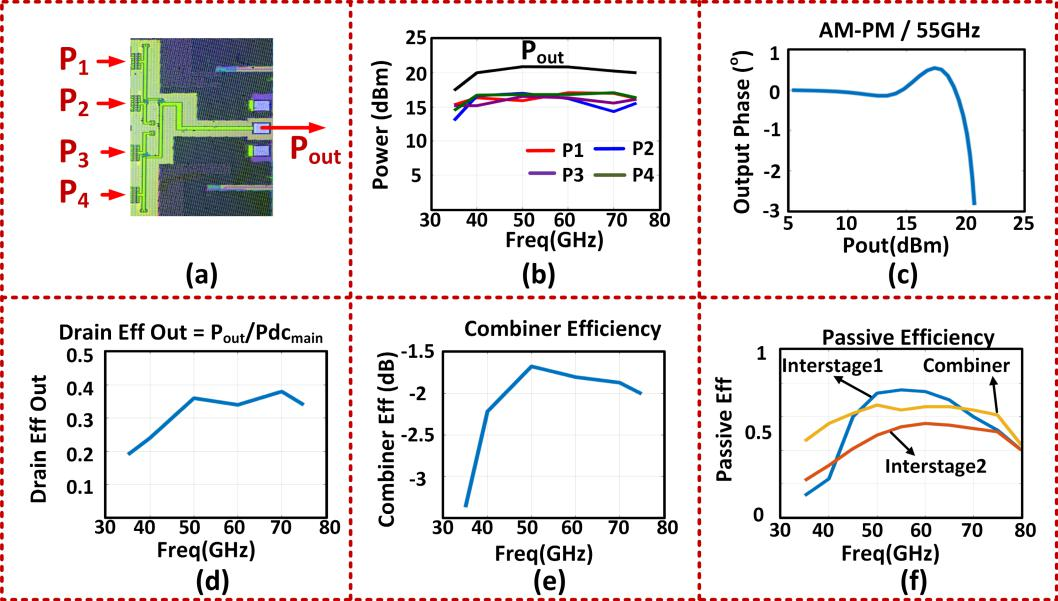 P1
P2
P3
P4
Pout
(a)
Pout
Power (dBm)
25
20
15
10
5
P1 P2
P3 P4
30 40 50 60 70 80
Freq(GHz)
(b)
AM-PM / 55GHz
Output Phase (°)
1
0
-1
-2
-3
5 10 15 20 25
Pout(dBm)
(c)
Drain Eff Out = Pout/Pdcmain
Drain Eff Out
0.5
0.4
0.3
0.2
0.1
30 40 50 60 70 80
Freq(GHz)
(d)
Combiner Efficiency
Combiner Eff (dB)
-1.5
-2
-2.5
-3
30 40 50 60 70 80
Freq(GHz)
(e)
Passive Efficiency
Passive Eff
1
0.5
0
Interstage1 Combiner
Interstage2
30 40 50 60 70 80
Freq(GHz)
(f)